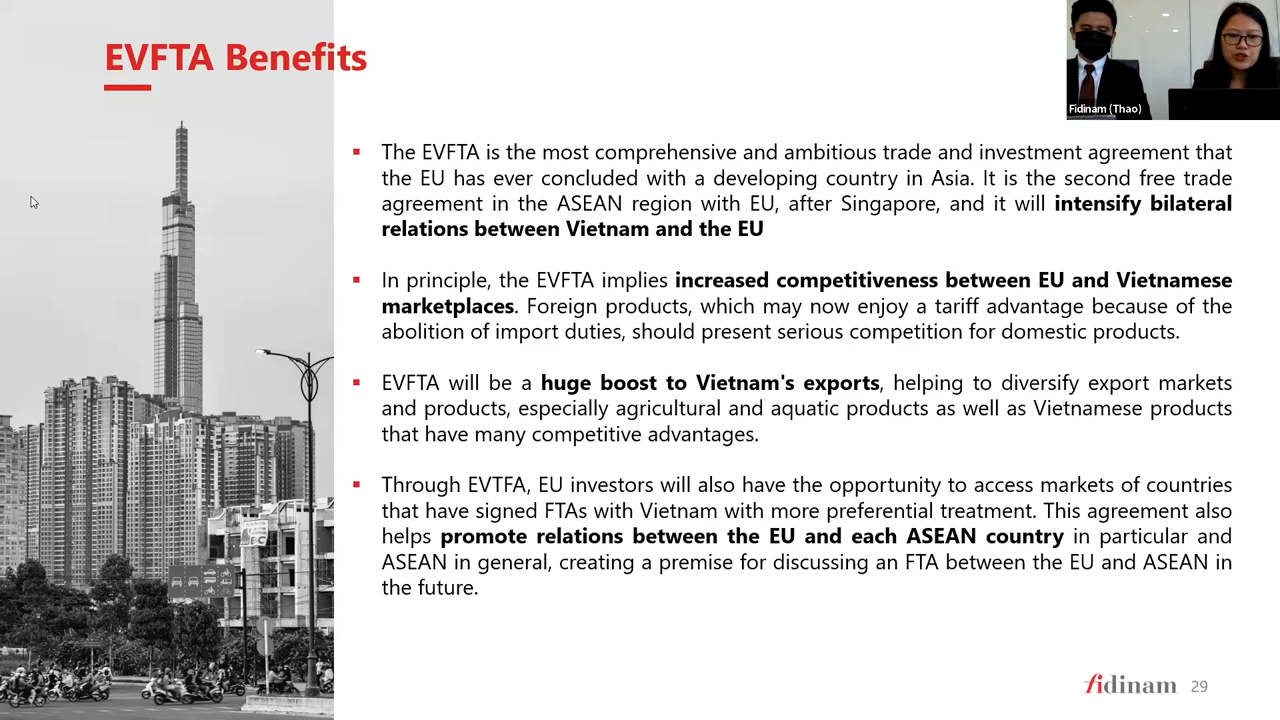 EVFTA Benefits
Fidinam (Thao)
▪ The EVFTA is the most comprehensive and ambitious trade and investment agreement that
the EU has ever concluded with a developing country in Asia. It is the second free trade
agreement in the ASEAN region with EU, after Singapore, and it will intensify bilateral
relations between Vietnam and the EU
▪ In principle, the EVFTA implies increased competitiveness between EU and Vietnamese
marketplaces. Foreign products, which may now enjoy a tariff advantage because of the
abolition of import duties, should present serious competition for domestic products.
▪ EVFTA will be a huge boost to Vietnam's exports, helping to diversify export markets
and products, especially agricultural and aquatic products as well as Vietnamese products
that have many competitive advantages.
▪ Through EVTFA, EU investors will also have the opportunity to access markets of countries
that have signed FTAs with Vietnam with more preferential treatment. This agreement also
helps promote relations between the EU and each ASEAN country in particular and
ASEAN in general, creating a premise for discussing an FTA between the EU and ASEAN in
the future.
fidinam 29